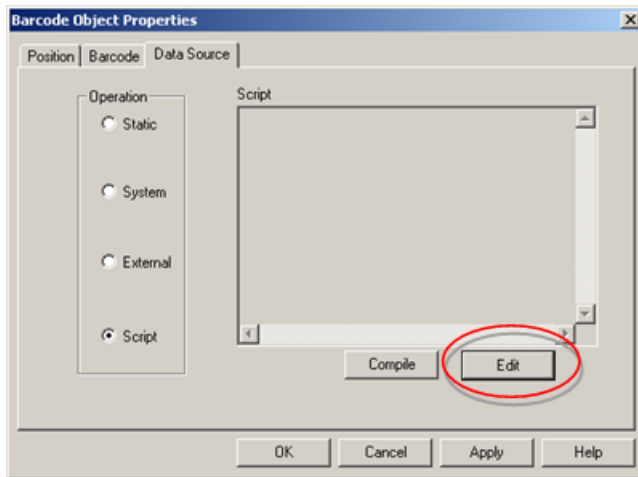 Barcode Object Properties
Position Barcode Data Source
Operation
Static
System
External
Script
Script
Compile Edit
OK Cancel Apply Help